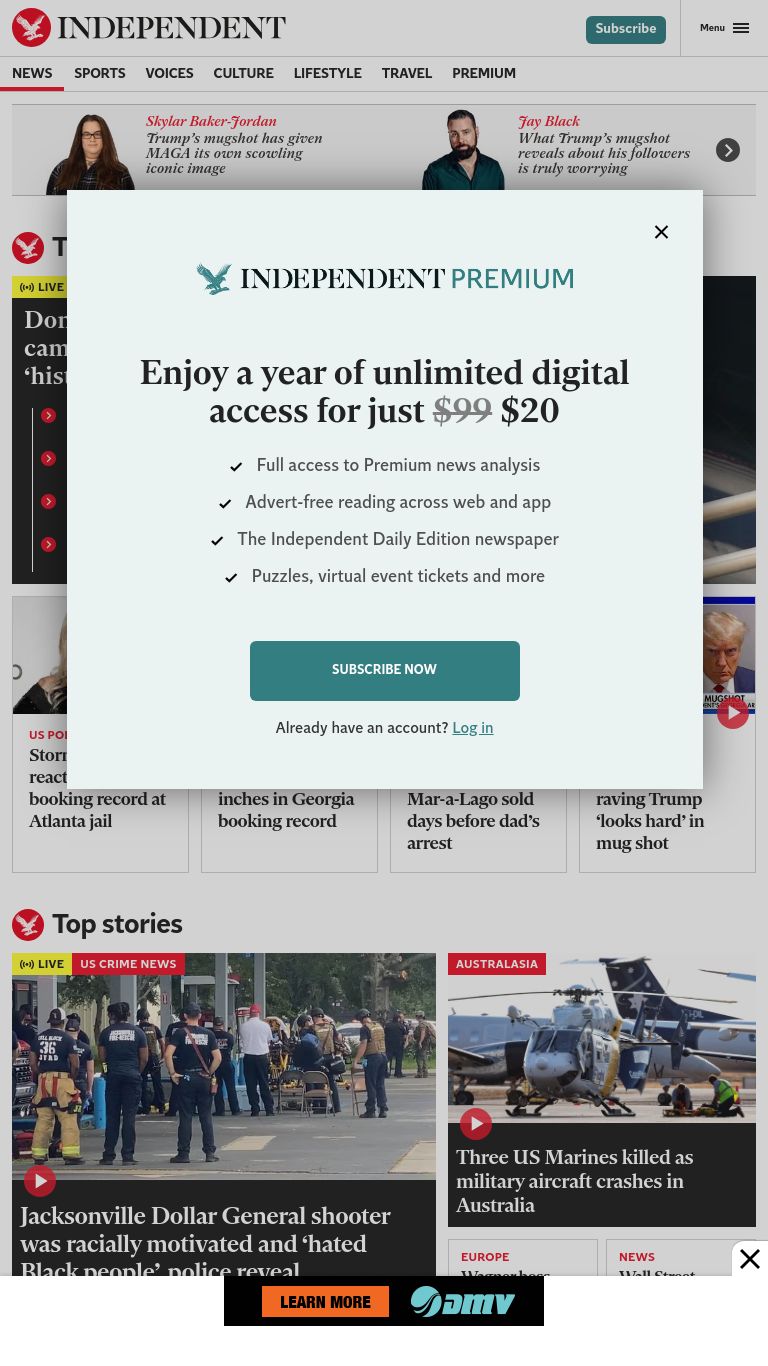 INDEPENDENT
Subscribe
Menu
NEWS SPORTS VOICES CULTURE LIFESTYLE TRAVEL PREMIUM
Skylar Baker-Jordan
Trump's mugshot has given
MAGA its own scowling
iconic image
Jay Black
What Trump's mugshot
reveals about his followers
is truly worrying
LIVE
INDEPENDENT PREMIUM
Enjoy a year of unlimited digital
access for just $99 $20
Full access to Premium news analysis
Advert-free reading across web and app
The Independent Daily Edition newspaper
Puzzles, virtual event tickets and more
SUBSCRIBE NOW
Already have an account? Log in
MUGSHOT
booking record at
Atlanta jail
inches in Georgia
booking record
Mar-a-Lago sold
days before dad's
arrest
raving Trump
'looks hard' in
mug shot
Top stories
LIVE US CRIME NEWS
Jacksonville Dollar General shooter
was racially motivated and 'hated
Black people', police reveal
AUSTRALASIA
Three US Marines killed as
military aircraft crashes in
Australia
EUROPE
Wagner boss
NEWS
Wall Street
LEARN MORE
DMV